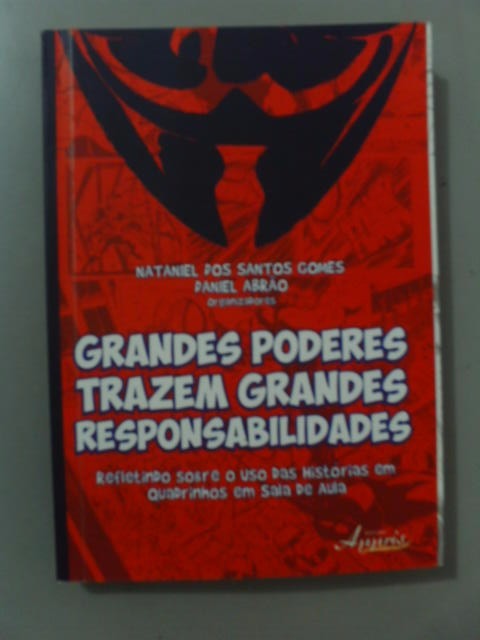 NATANIEL DOS SANTOS GOMES
DANIEL ABRÃO
Organizadores
GRANDES PODERES
TRAZEM GRANDES
RESPONSABILIDADES
Refletindo sobre o uso das Histórias em
Quadrinhos em Sala de Aula
Appris